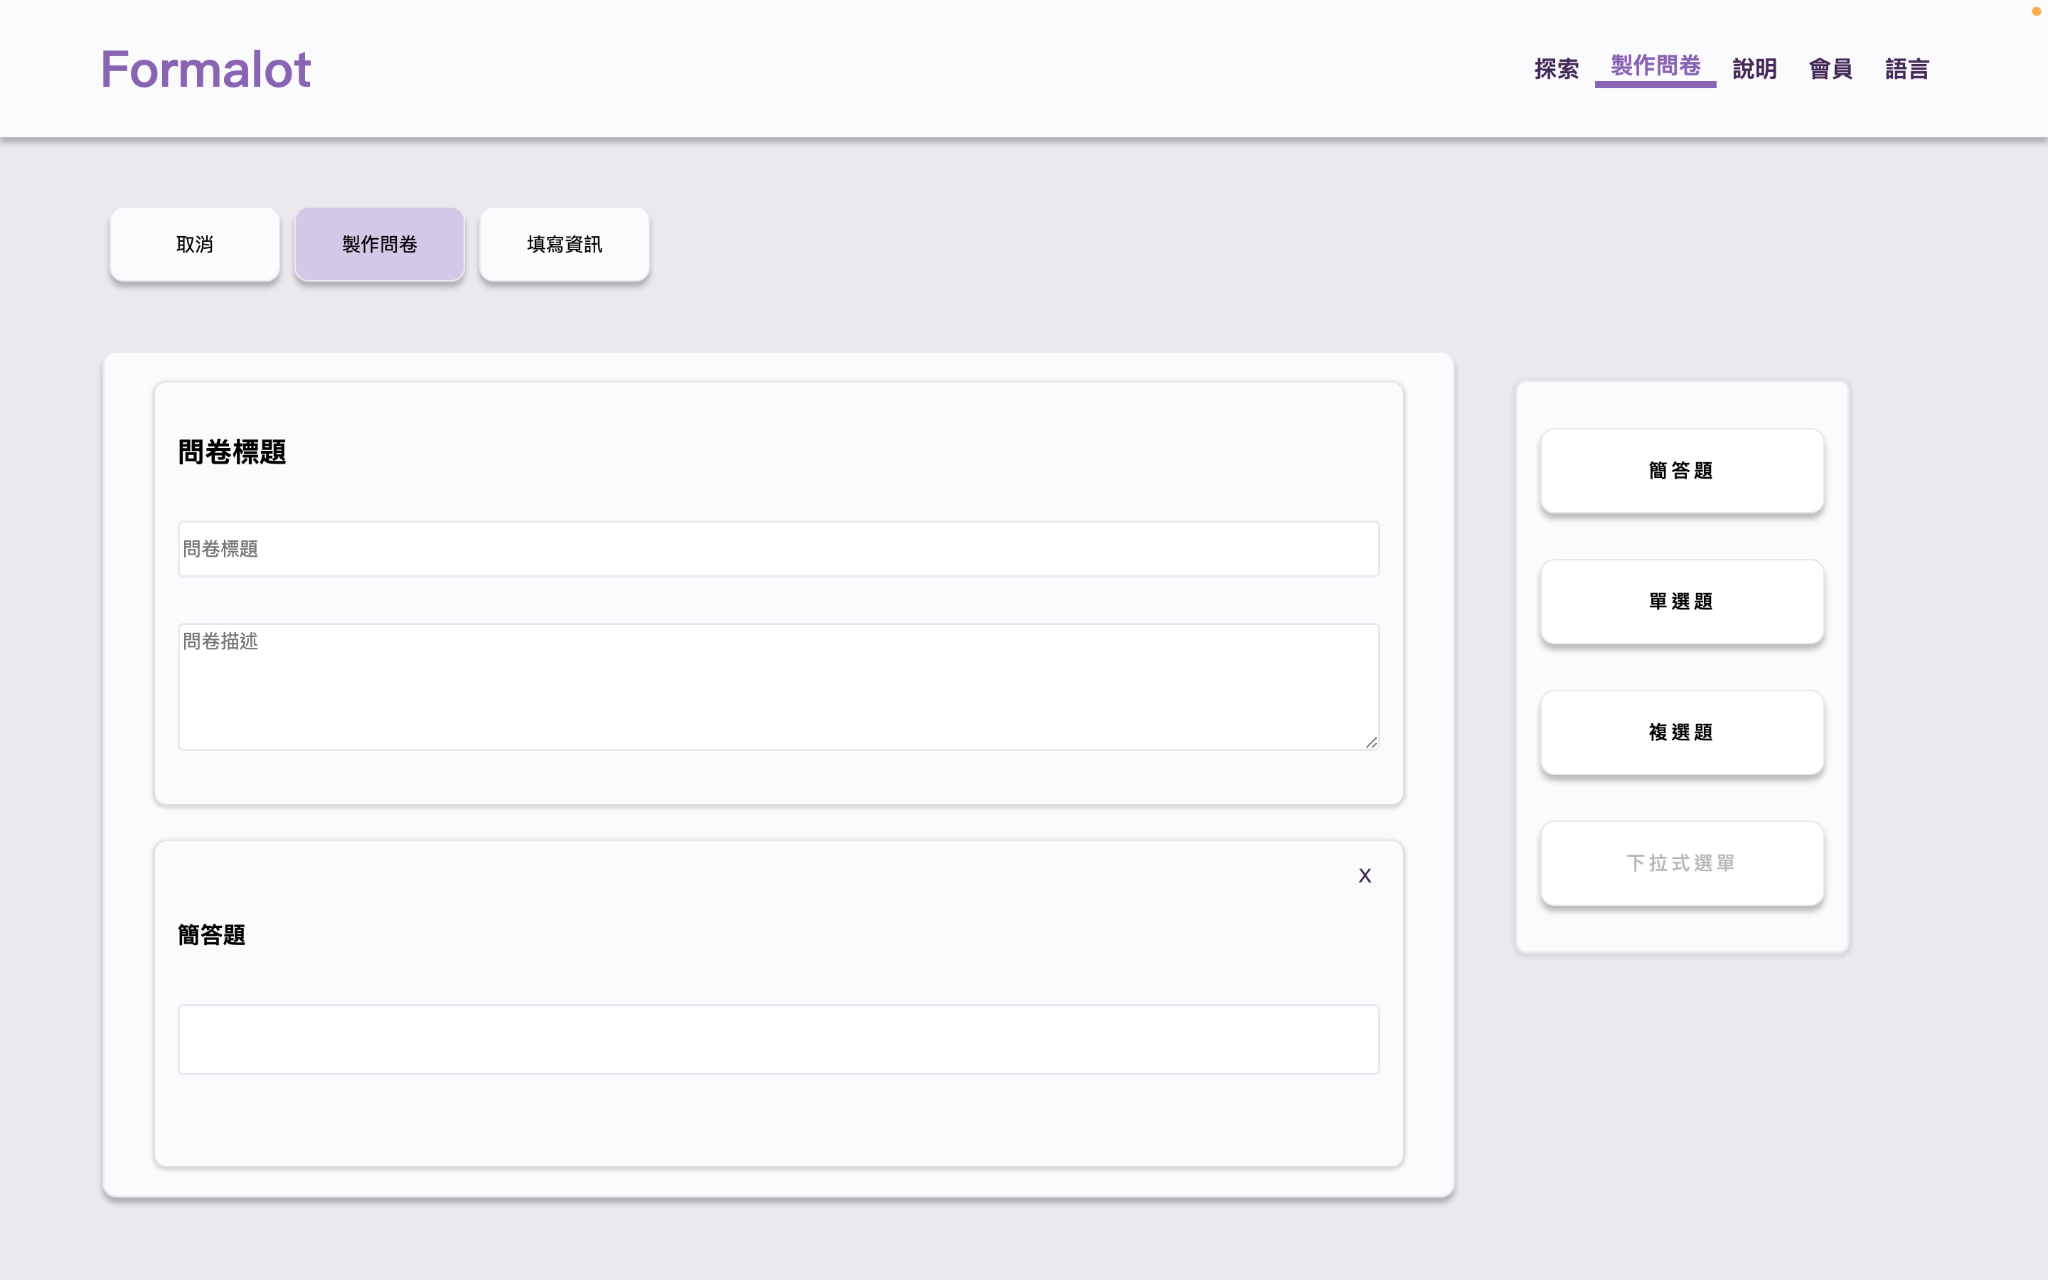 Formalot
探索 製作問卷 說明 會員 語言
取消 製作問卷 填寫資訊
問卷標題
問卷標題
問卷描述
X
簡答題
簡答題
單選題
複選題
下拉式選單